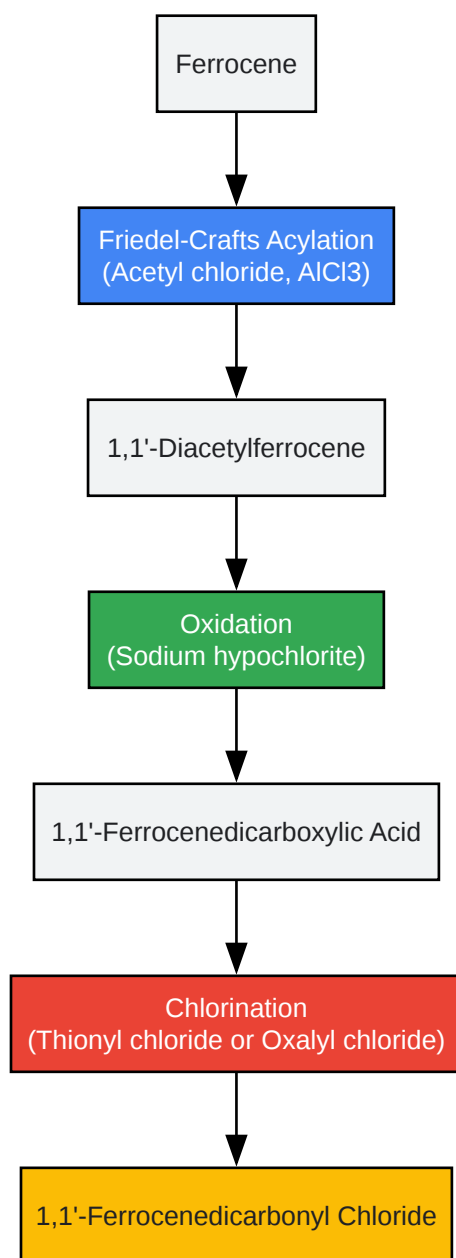 Ferrocene
Friedel-Crafts Acylation
(Acetyl chloride, AlCl3)
1,1'-Diacetylferrocene
Oxidation
(Sodium hypochlorite)
1,1'-Ferrocenedicarboxylic Acid
Chlorination
(Thionyl chloride or Oxalyl chloride)
1,1'-Ferrocenedicarbonyl Chloride